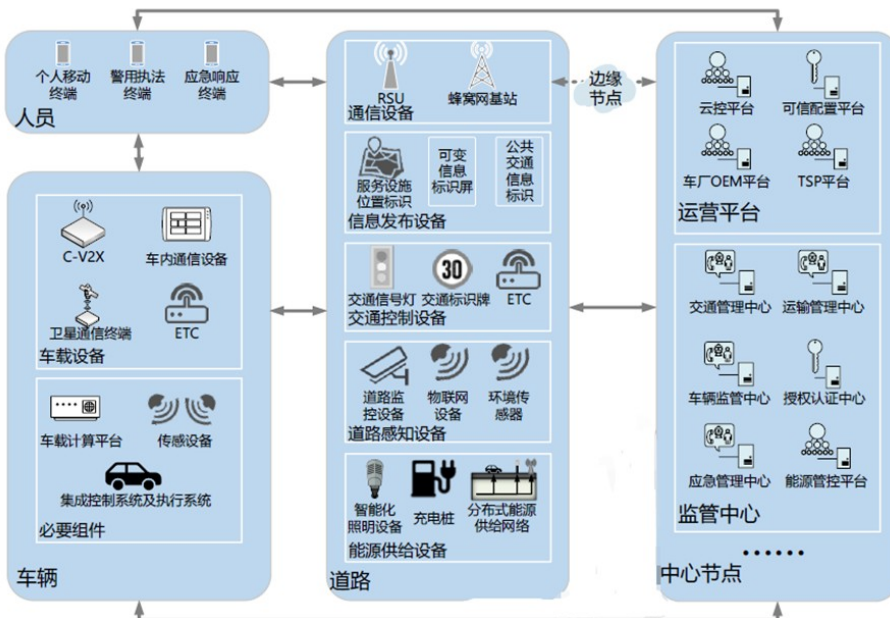 个人移动
终端
警用执法
终端
应急响应
终端
人员
C-V2X
车内通信设备
卫星通信终端
ETC
车载设备
车载计算平台
传感设备
集成控制系统及执行系统
必要组件
车辆
RSU
蜂窝网基站
通信设备
服务设施
位置标识
可变
信息
标识屏
公共
交通
信息
标识
信息发布设备
30
交通信号灯
交通标识牌
ETC
交通控制设备
道路监
控设备
物联网
设备
环境传
感器
道路感知设备
智能化
照明设备
充电桩
分布式能源
供给网络
能源供给设备
道路
边缘
节点
云控平台
可信配置平台
车厂OEM平台
TSP平台
运营平台
交通管理中心
运输管理中心
车辆监管中心
授权认证中心
应急管理中心
能源管控平台
监管中心
••••••
中心节点